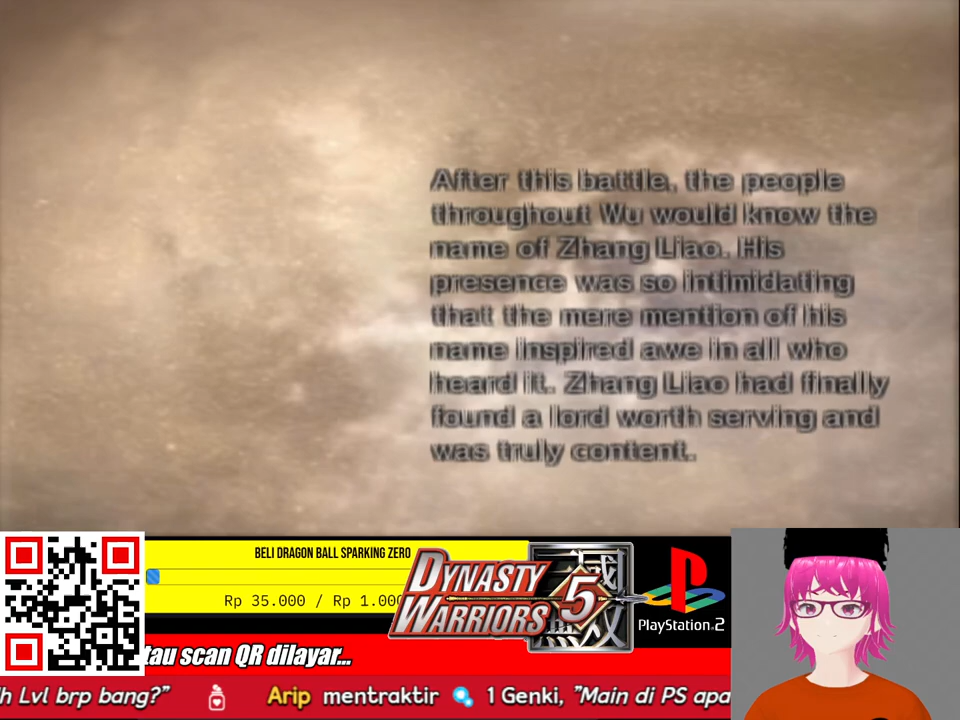 After this battle, the people
throughout Wu would know the
name of Zhang Liao. His
presence was so intimidating
that the mere mention of his
name inspired awe in all who
heard it. Zhang Liao had finally
found a lord worth serving and
was truly content.
BELI DRAGON BALL SPARKING ZERO
Rp 35.000 / Rp 1.000
DYNASTY
WARRIORS 5
PlayStation 2
tau scan QR dilayar...
h Lvl brp bang?" Arip mentraktir 1 Genki, "Main di PS apa